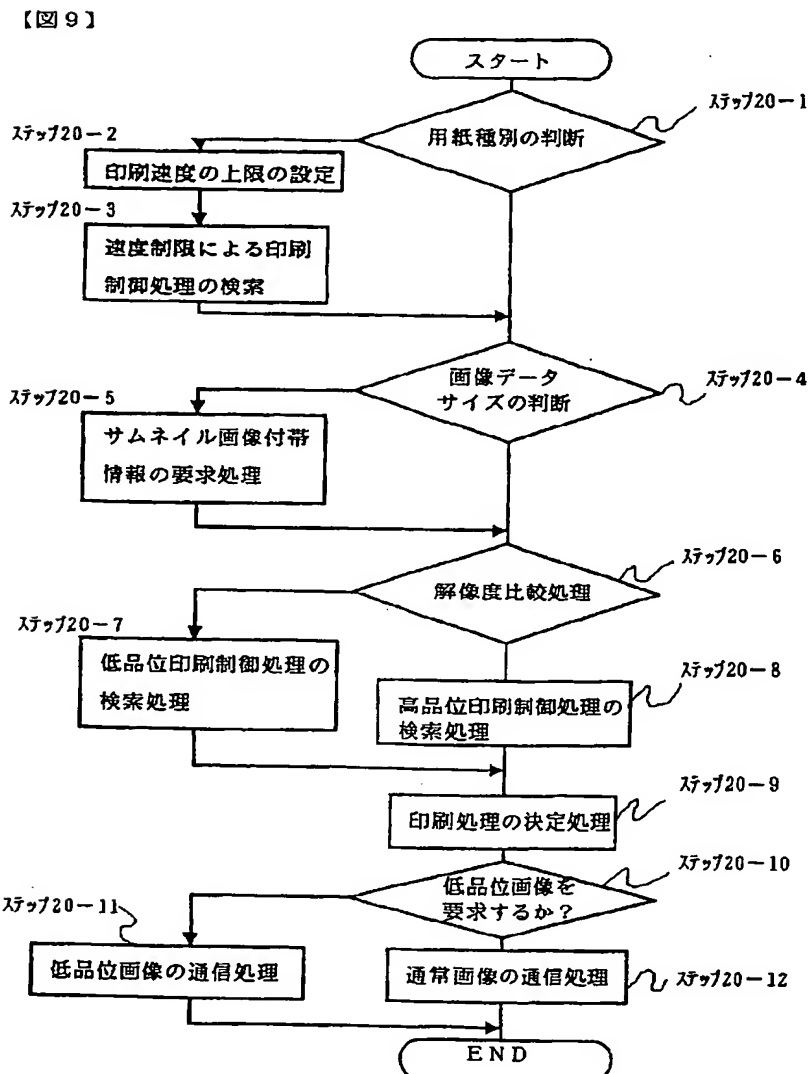 【図９】
スタート
ステップ20－1
用紙種別の判断
ステップ20－2
印刷速度の上限の設定
ステップ20－3
速度制限による印刷
制御処理の検索
ステップ20－4
画像データ
サイズの判断
ステップ20－5
サムネイル画像付帯
情報の要求処理
ステップ20－6
解像度比較処理
ステップ20－7
低品位印刷制御処理の
検索処理
ステップ20－8
高品位印刷制御処理の
検索処理
ステップ20－9
印刷処理の決定処理
ステップ20－10
低品位画像を
要求するか？
ステップ20－11
低品位画像の通信処理
通常画像の通信処理
ステップ20－12
ＥＮＤ